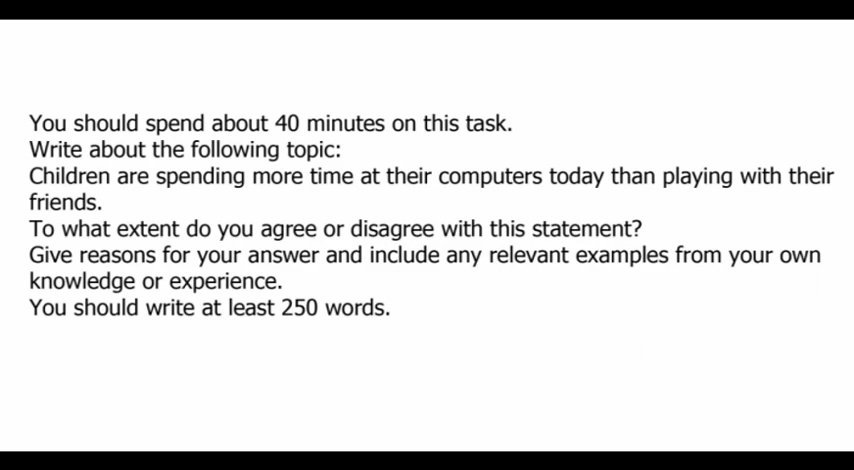 You should spend about 40 minutes on this task.
Write about the following topic:
Children are spending more time at their computers today than playing with their
friends.
To what extent do you agree or disagree with this statement?
Give reasons for your answer and include any relevant examples from your own
knowledge or experience.
You should write at least 250 words.